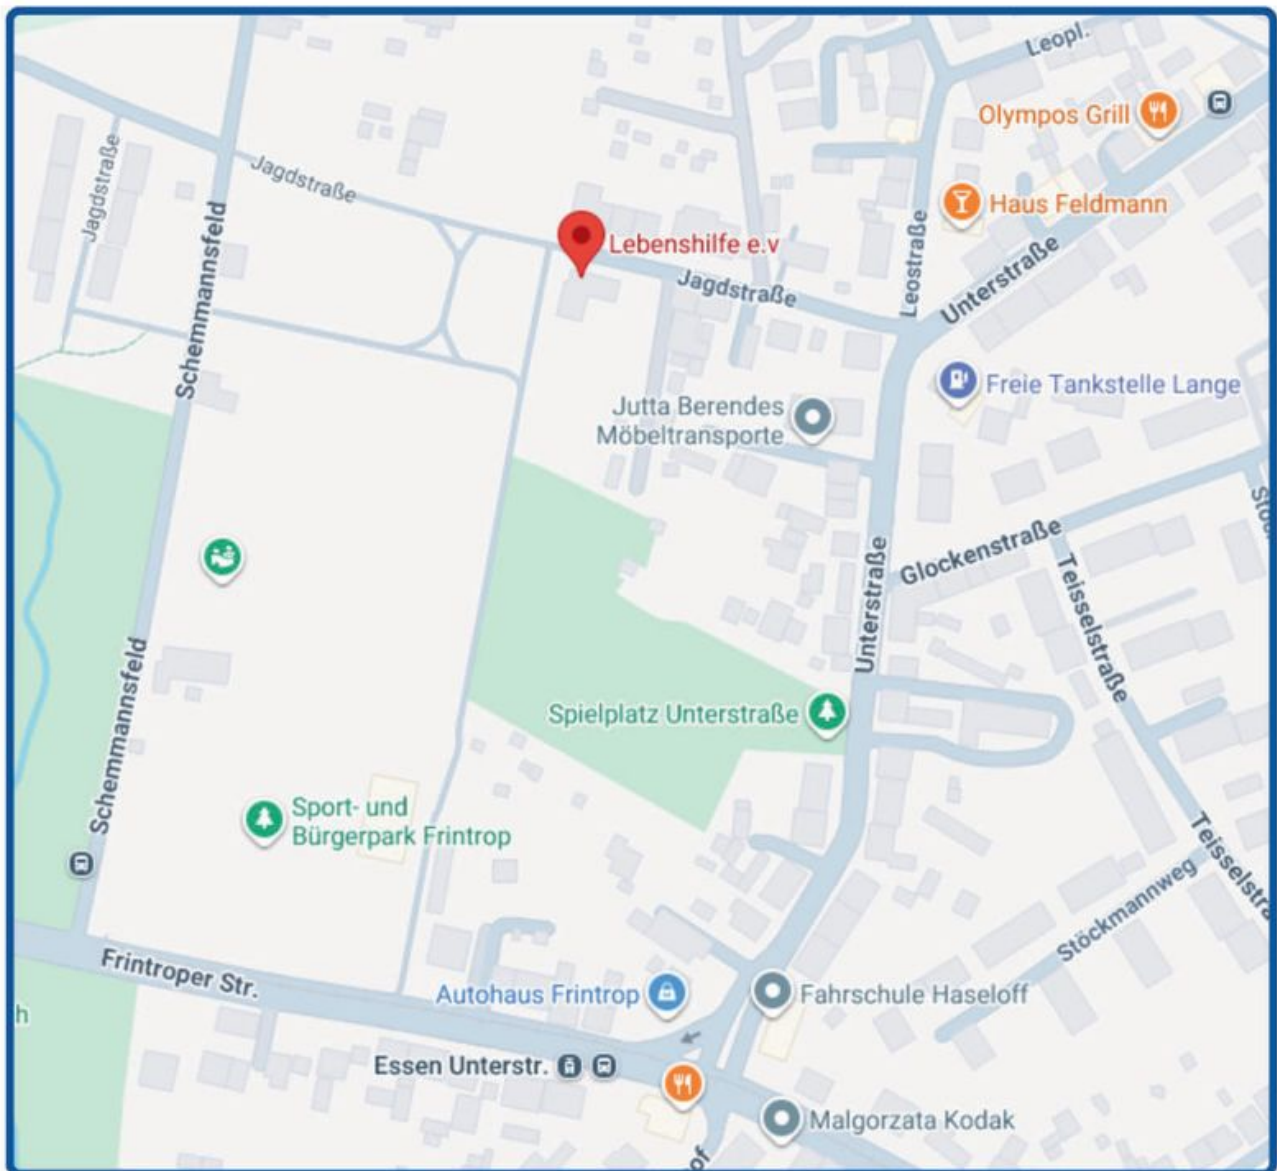 Leopl.
Olympos Grill
Jagdstraße
Jagdstraße
Haus Feldmann
Schemmannsfeld
Lebenshilfe e.v
Leostraße
Unterstraße
Jagdstraße
Freie Tankstelle Lange
Jutta Berendes
Möbeltransporte
Glockenstraße
Unterstraße
Teisselstraße
Schemmannsfeld
Spielplatz Unterstraße
Sport- und
Bürgerpark Frintrop
Stöckmannweg
Frintroper Str.
Autohaus Frintrop
Fahrschule Haseloff
h
Essen Unterstr.
Malgorzata Kodak
of